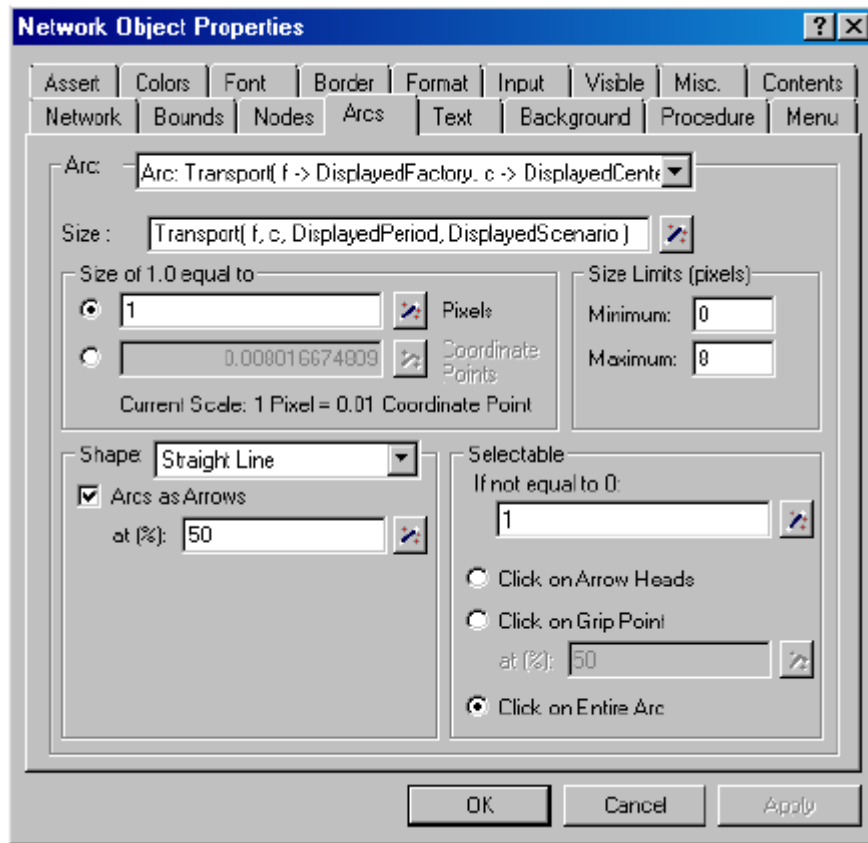 Network Object Properties
Assert Colors Font Border Format Input Visible Misc. Contents
Network Bounds Nodes Arcs Text Background Procedure Menu
Arc:
Arc: Transport( f -> DisplayedFactory, c -> DisplayedCente
Size :
Transport( f, c, DisplayedPeriod, DisplayedScenario )
Size of 1.0 equal to
1
Pixels
0.008016674809
Coordinate
Points
Current Scale: 1 Pixel = 0.01 Coordinate Point
Size Limits (pixels)
Minimum: 0
Maximum: 8
Shape: Straight Line
Arcs as Arrows
at (%): 50
Selectable
If not equal to 0:
1
Click on Arrow Heads
Click on Grip Point
at (%): 50
Click on Entire Arc
OK Cancel Apply